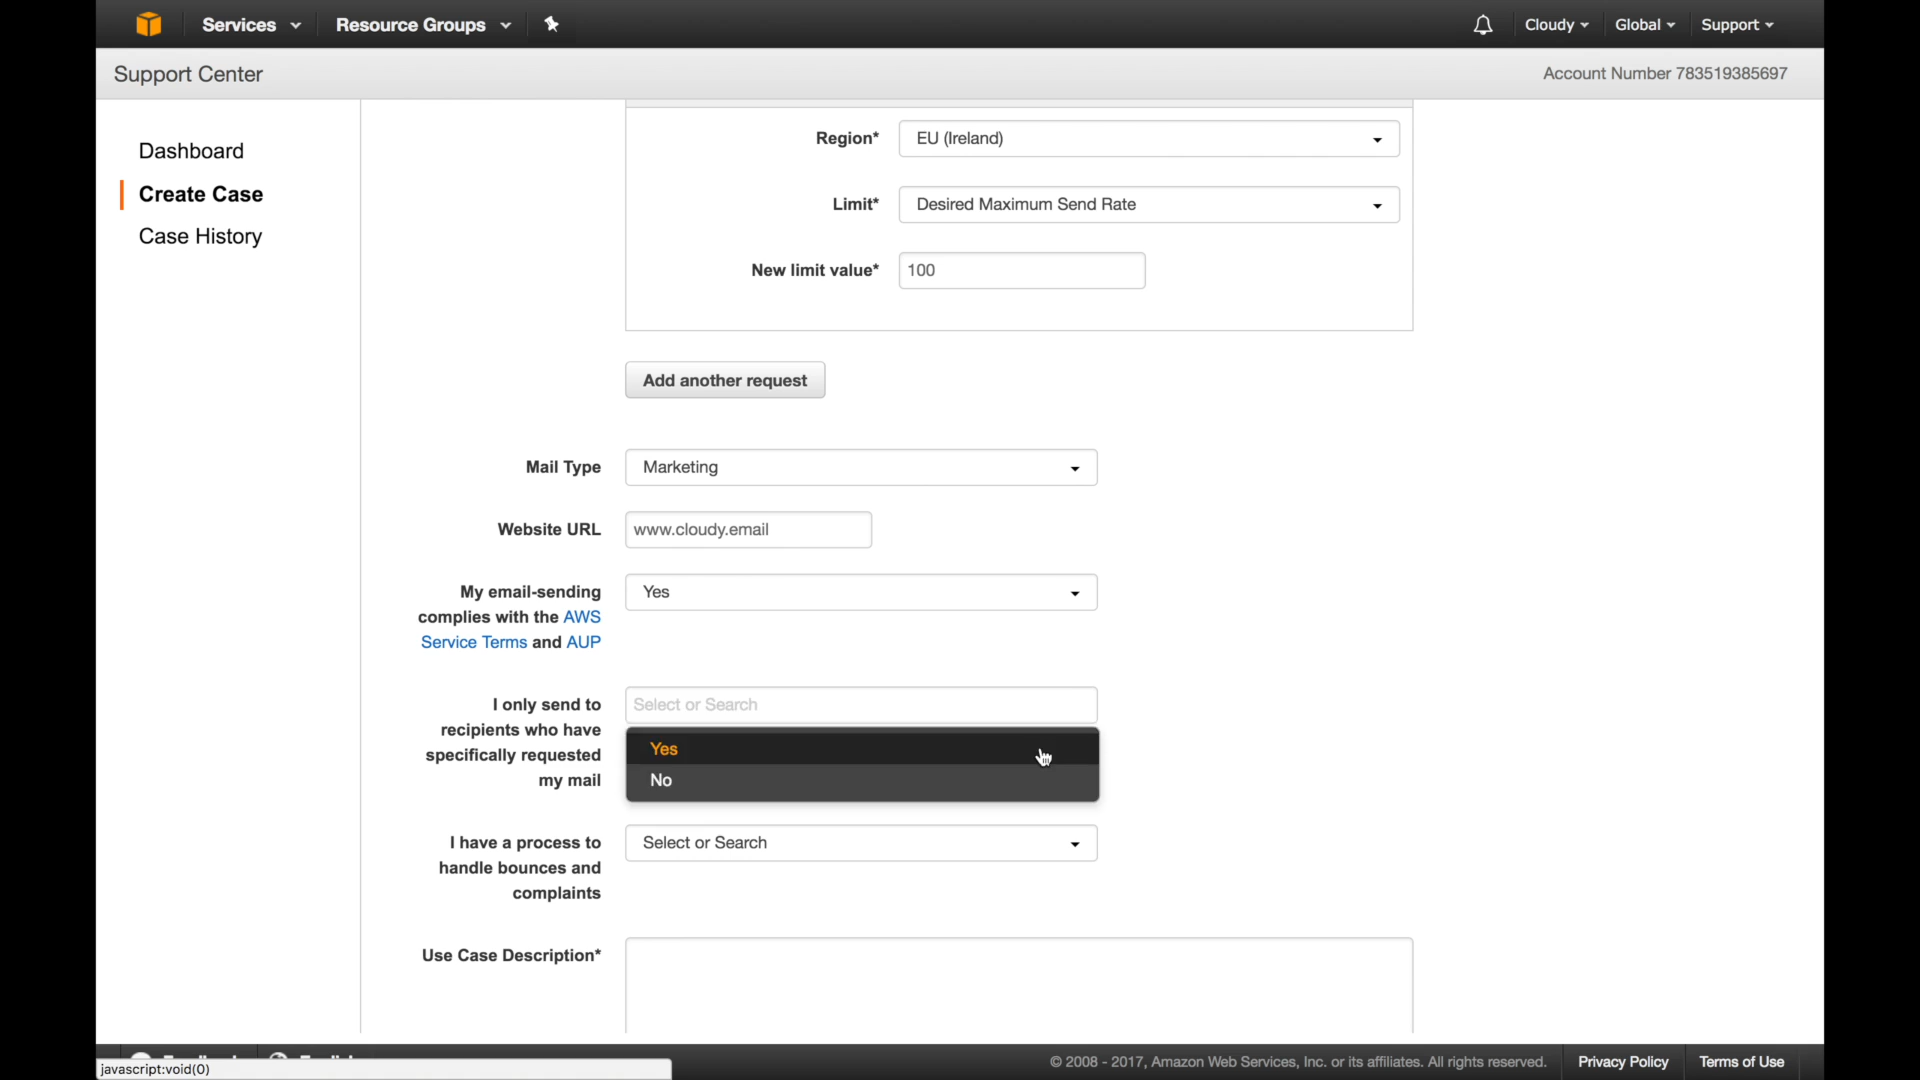 Services
Resource Groups
Cloudy
Global
Support
Support Center
Account Number 783519385697
Dashboard
Create Case
Case History
Region*
EU (Ireland)
Limit*
Desired Maximum Send Rate
New limit value*
100
Add another request
Mail Type
Marketing
Website URL
www.cloudy.email
My email-sending
complies with the AWS
Service Terms and AUP
Yes
I only send to
recipients who have
specifically requested
my mail
Select or Search
Yes
No
I have a process to
handle bounces and
complaints
Select or Search
Use Case Description*
© 2008 - 2017, Amazon Web Services, Inc. or its affiliates. All rights reserved.
Privacy Policy
Terms of Use
javascript:void(0)